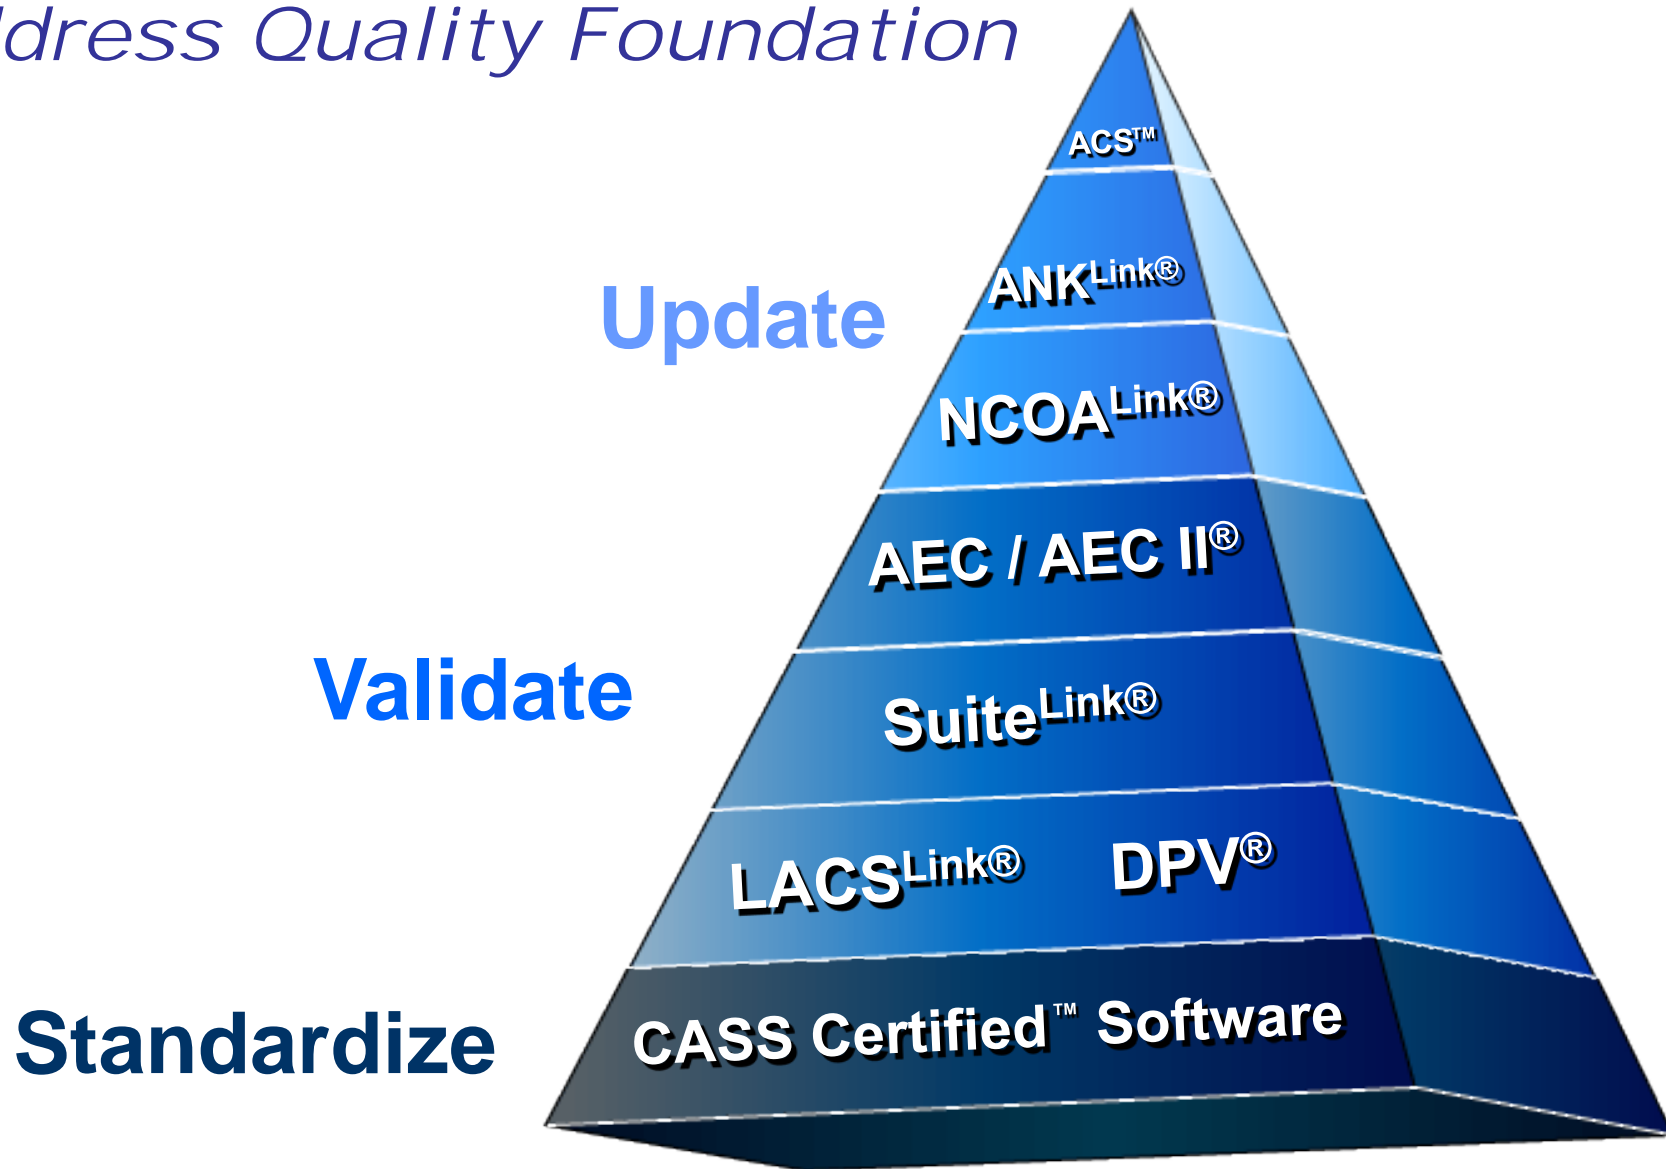 dress Quality Foundation
ACS™
ANKLink®
Update
NCOALink®
AEC / AEC II®
Validate
SuiteLink®
LACSLink® DPV®
CASS Certified™ Software
Standardize